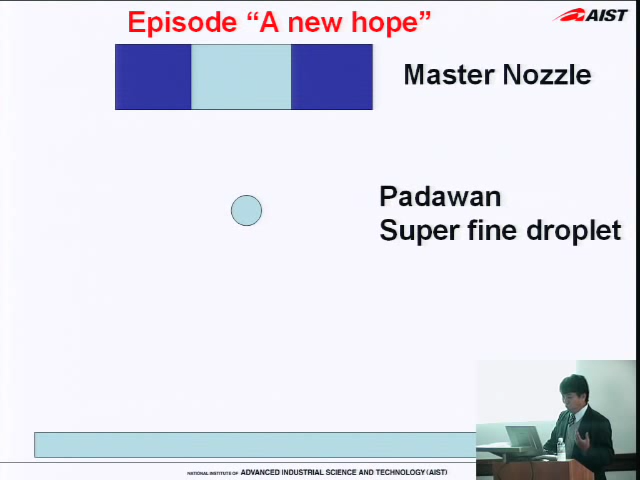 Episode “A new hope”
AIST
Master Nozzle
Padawan
Super fine droplet
NATIONAL INSTITUTE OF ADVANCED INDUSTRIAL SCIENCE AND TECHNOLOGY (AIST)